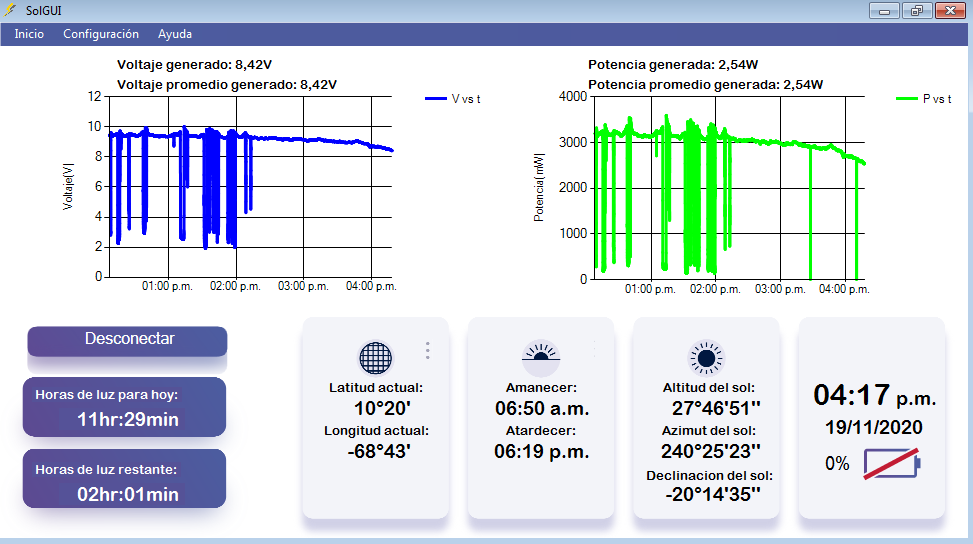 SolGUI
Inicio Configuración Ayuda
Voltaje generado: 8,42V
Voltaje promedio generado: 8,42V
V vs t
12
10
8
6
4
2
0
Voltaje[V]
01:00 p.m. 02:00 p.m. 03:00 p.m. 04:00 p.m.
Potencia generada: 2,54W
Potencia promedio generada: 2,54W
P vs t
4000
3000
2000
1000
0
Potencia[mW]
01:00 p.m. 02:00 p.m. 03:00 p.m. 04:00 p.m.
Desconectar
Horas de luz para hoy:
11hr:29min
Horas de luz restante:
02hr:01min
Latitud actual:
10°20'
Longitud actual:
-68°43'
Amanecer:
06:50 a.m.
Atardecer:
06:19 p.m.
Altitud del sol:
27°46'51''
Azimut del sol:
240°25'23''
Declinacion del sol:
-20°14'35''
04:17 p.m.
19/11/2020
0%